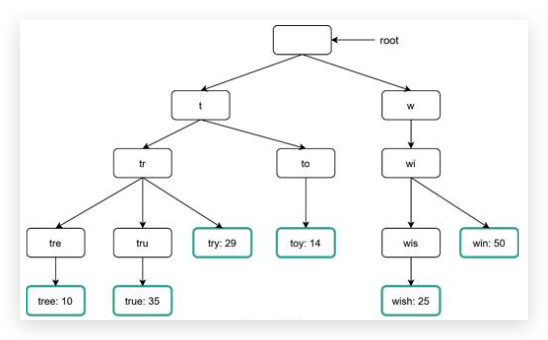 root
t
w
tr
to
wi
tre
tru
try: 29
toy: 14
wis
win: 50
tree: 10
true: 35
wish: 25